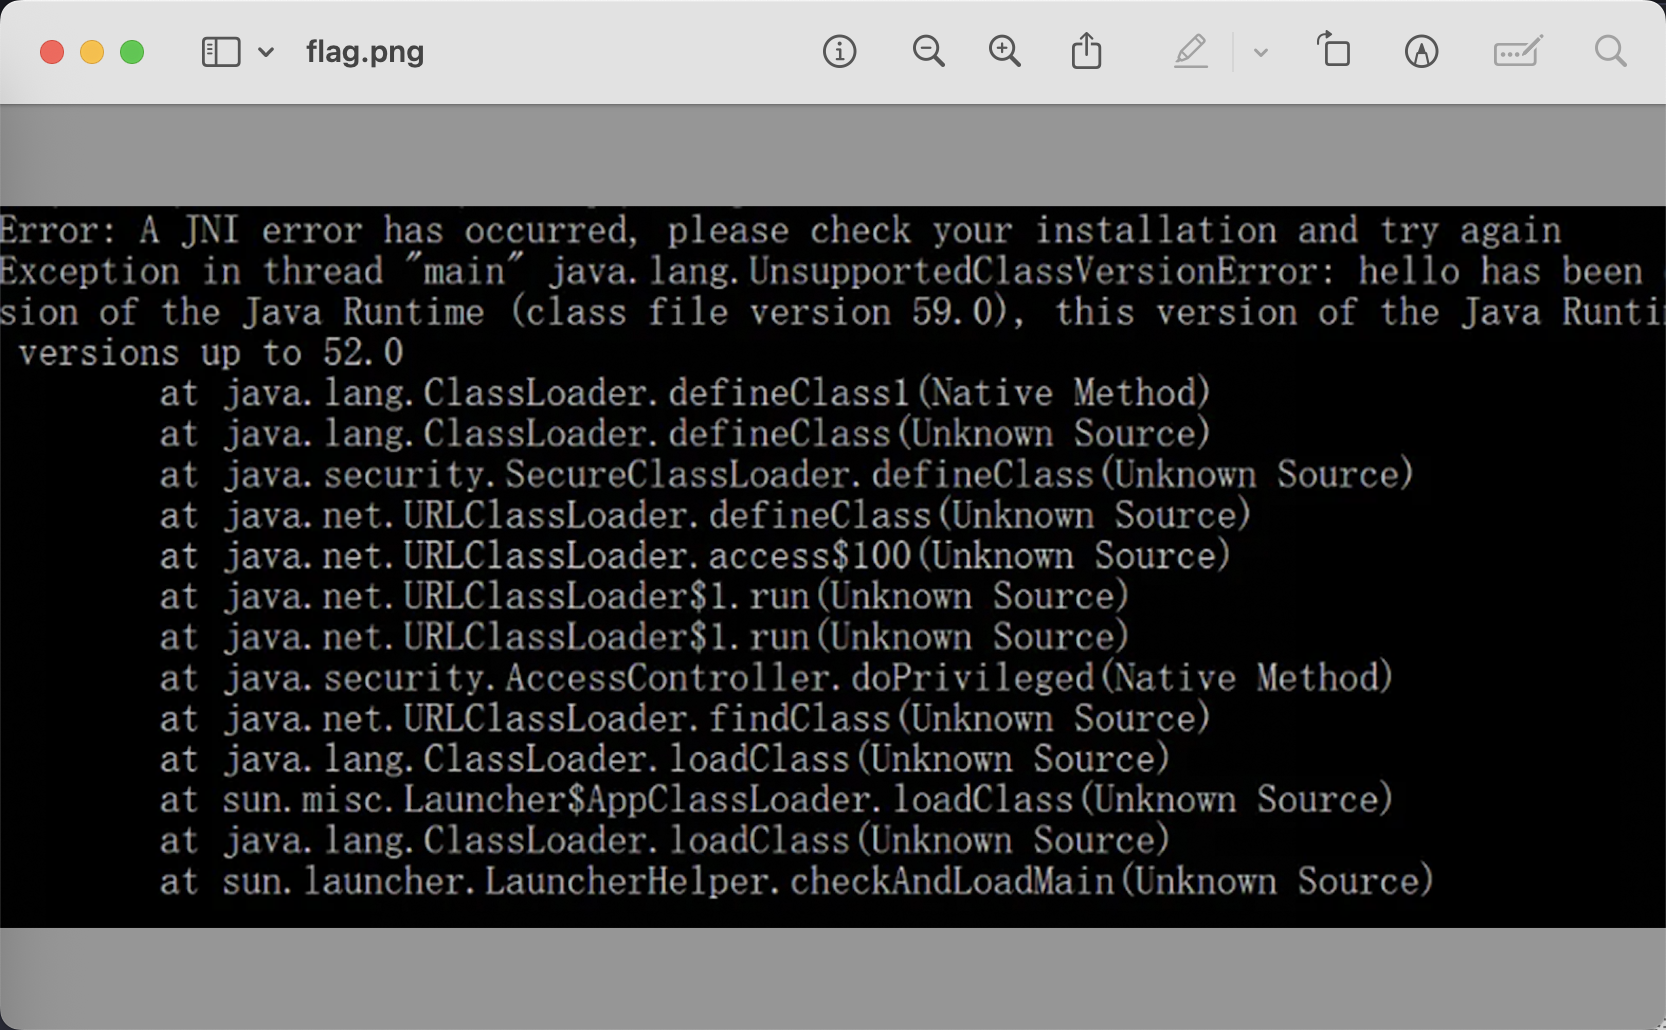 flag.png
Error: A JNI error has occurred, please check your installation and try again
Exception in thread "main" java.lang.UnsupportedClassVersionError: hello has been
sion of the Java Runtime (class file version 59.0), this version of the Java Runti
versions up to 52.0
at java.lang.ClassLoader.defineClass1(Native Method)
at java.lang.ClassLoader.defineClass(Unknown Source)
at java.security.SecureClassLoader.defineClass(Unknown Source)
at java.net.URLClassLoader.defineClass(Unknown Source)
at java.net.URLClassLoader.access$100(Unknown Source)
at java.net.URLClassLoader$1.run(Unknown Source)
at java.net.URLClassLoader$1.run(Unknown Source)
at java.security.AccessController.doPrivileged(Native Method)
at java.net.URLClassLoader.findClass(Unknown Source)
at java.lang.ClassLoader.loadClass(Unknown Source)
at sun.misc.Launcher$AppClassLoader.loadClass(Unknown Source)
at java.lang.ClassLoader.loadClass(Unknown Source)
at sun.launcher.LauncherHelper.checkAndLoadMain(Unknown Source)